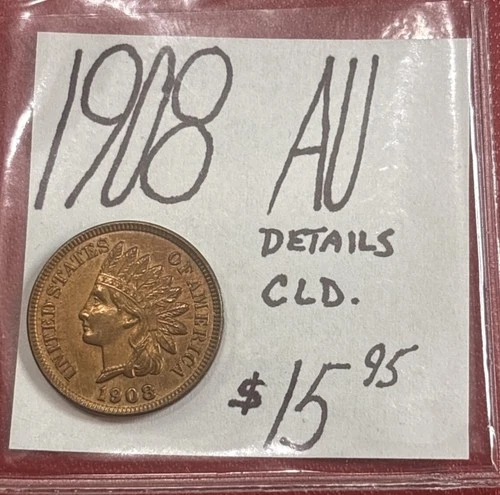 1908 AU
DETAILS
CLD.
$15 95
UNITED STATES OF AMERICA
1908